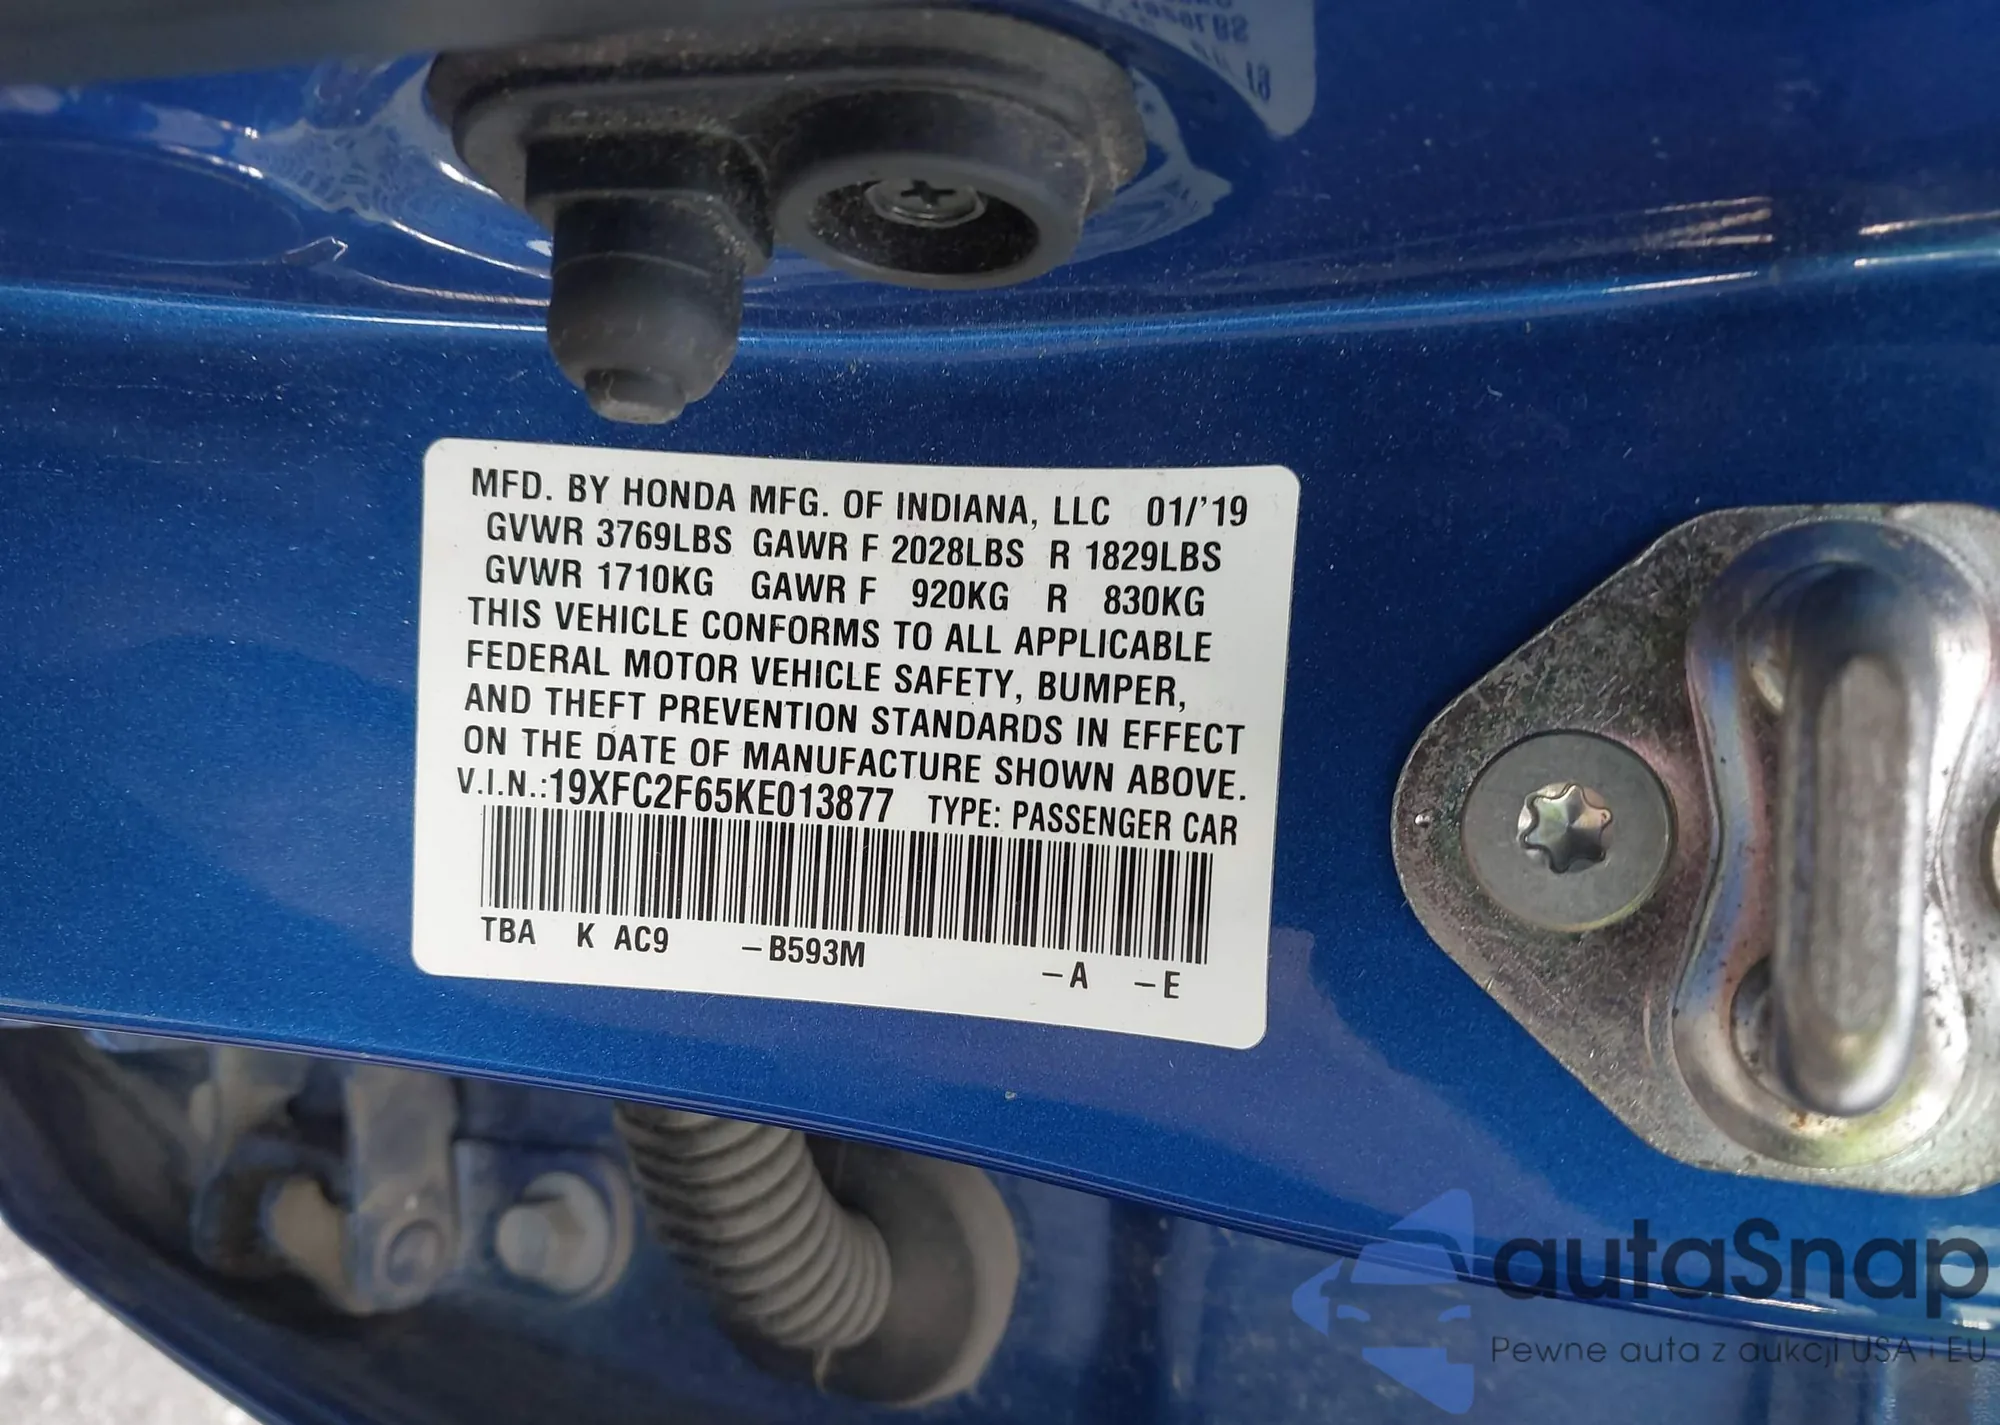 MFD. BY HONDA MFG. OF INDIANA, LLC 01/'19
GVWR 3769LBS GAWR F 2028LBS R 1829LBS
GVWR 1710KG GAWR F 920KG R 830KG
THIS VEHICLE CONFORMS TO ALL APPLICABLE
FEDERAL MOTOR VEHICLE SAFETY, BUMPER,
AND THEFT PREVENTION STANDARDS IN EFFECT
ON THE DATE OF MANUFACTURE SHOWN ABOVE.
V.I.N.:19XFC2F65KE013877 TYPE: PASSENGER CAR
TBA K AC9 –B593M –A –E
autaSnap
Pewne auta z aukcji USA i EU